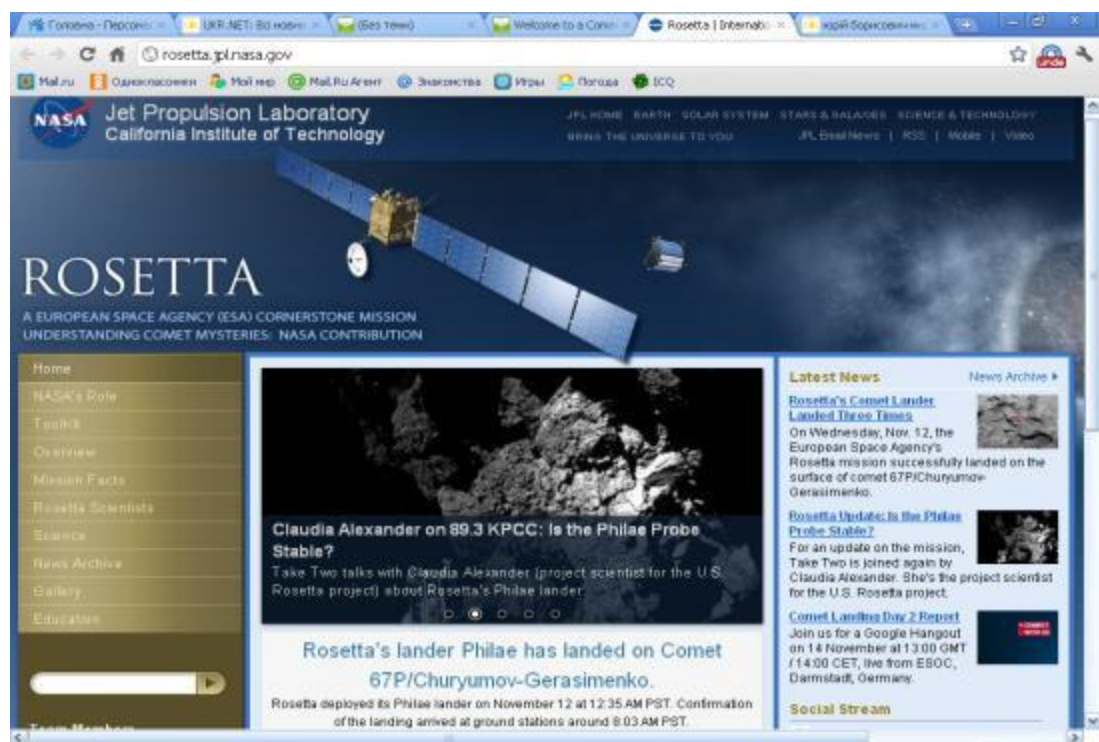 Головна - Персон
UKR.NET: Всі новин
(Без темы)
Welcome to a Come
Rosetta | Internatio
юрій борисович
rosetta.jpl.nasa.gov
Mail.ru
Одноклассники
Мой мир
Mail.Ru Агент
Знакомства
Игры
Погода
ICQ
NASA
Jet Propulsion Laboratory
California Institute of Technology
JPL HOME EARTH SOLAR SYSTEM STARS & GALAXIES SCIENCE & TECHNOLOGY
BRING THE UNIVERSE TO YOU JPL Email News | RSS | Mobile | Video
ROSETTA
A EUROPEAN SPACE AGENCY (ESA) CORNERSTONE MISSION
UNDERSTANDING COMET MYSTERIES: NASA CONTRIBUTION
Home
NASA's Role
Toolkit
Overview
Mission Facts
Rosetta Scientists
Science
News Archive
Gallery
Education
Team Members
Claudia Alexander on 89.3 KPCC: Is the Philae Probe
Stable?
Take Two talks with Claudia Alexander (project scientist for the U.S.
Rosetta project) about Rosetta's Philae lander
Rosetta's lander Philae has landed on Comet
67P/Churyumov-Gerasimenko.
Rosetta deployed its Philae lander on November 12 at 12:35 AM PST. Confirmation
of the landing arrived at ground stations around 8:03 AM PST.
Latest News
News Archive
Rosetta's Comet Lander
Landed Three Times
On Wednesday, Nov. 12, the
European Space Agency's
Rosetta mission successfully landed on the
surface of comet 67P/Churyumov-
Gerasimenko.
Rosetta Update: Is the Philae
Probe Stable?
For an update on the mission,
Take Two is joined again by
Claudia Alexander. She's the project scientist
for the U.S. Rosetta project.
Comet Landing Day 2 Report
Join us for a Google Hangout
on 14 November at 13:00 GMT
/ 14:00 CET, live from ESOC,
Darmstadt, Germany.
Social Stream